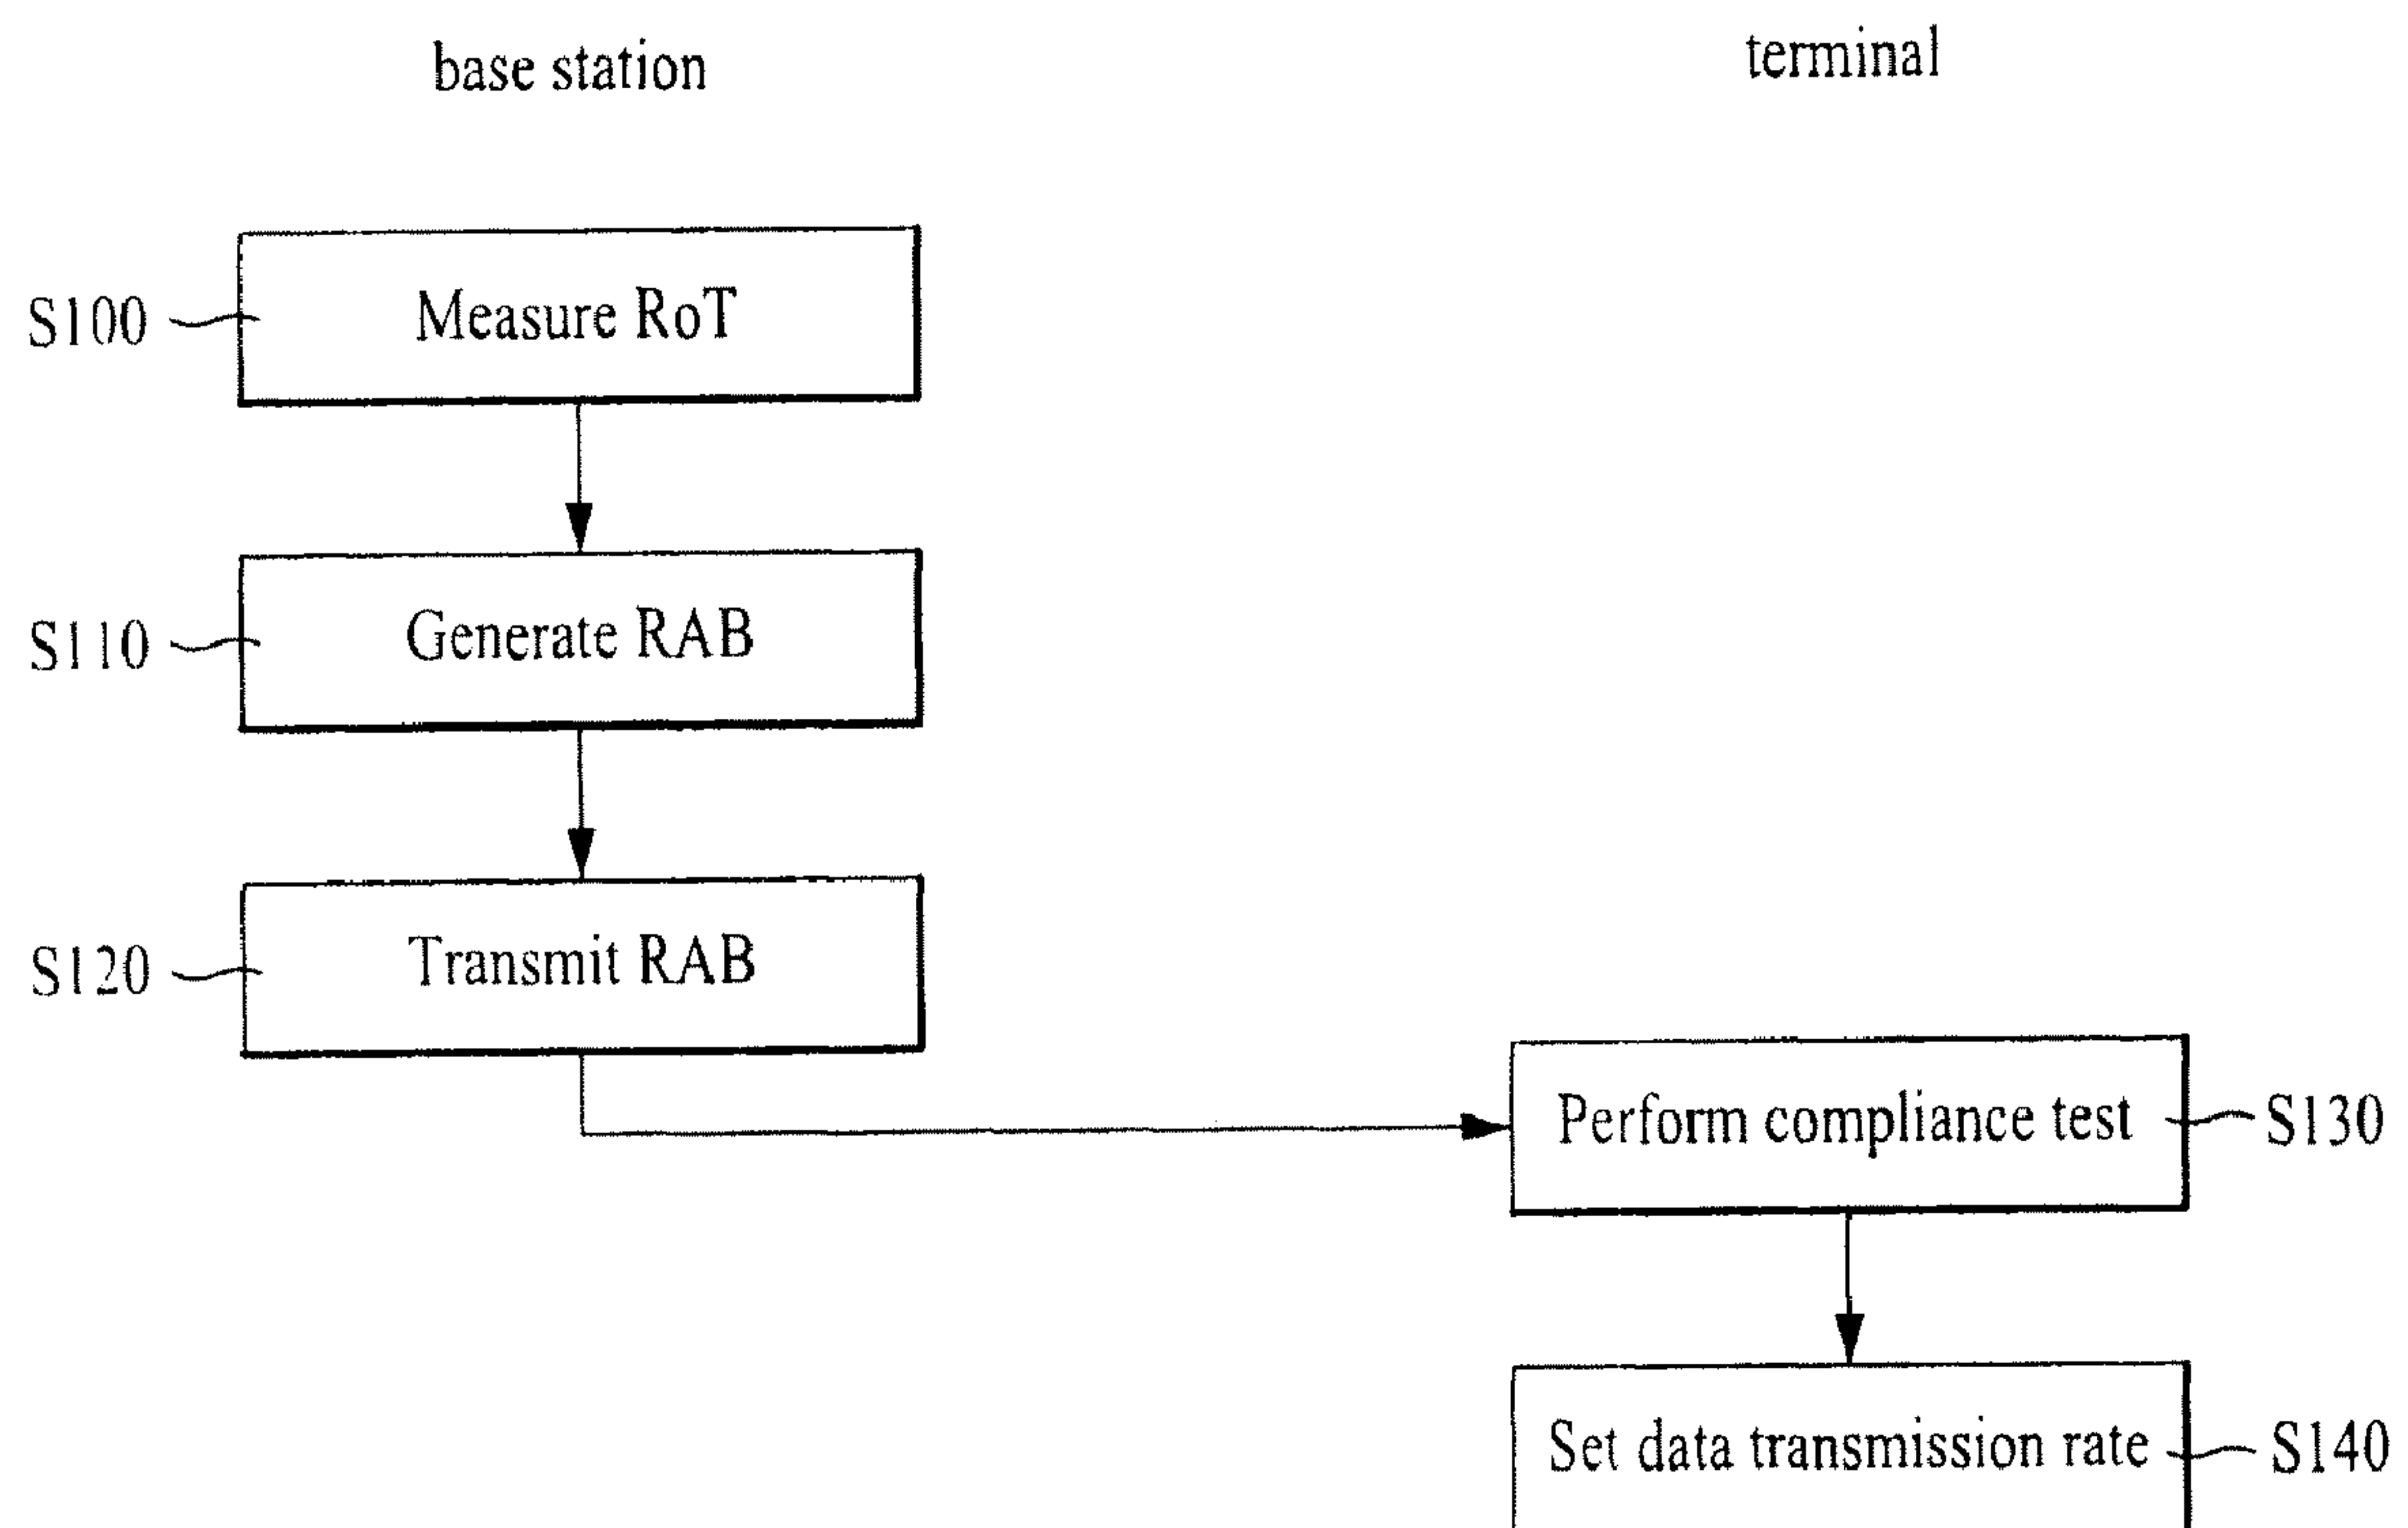 base station
terminal
S100
Measure RoT
S110
Generate RAB
S120
Transmit RAB
Perform compliance test
S130
Set data transmission rate
S140